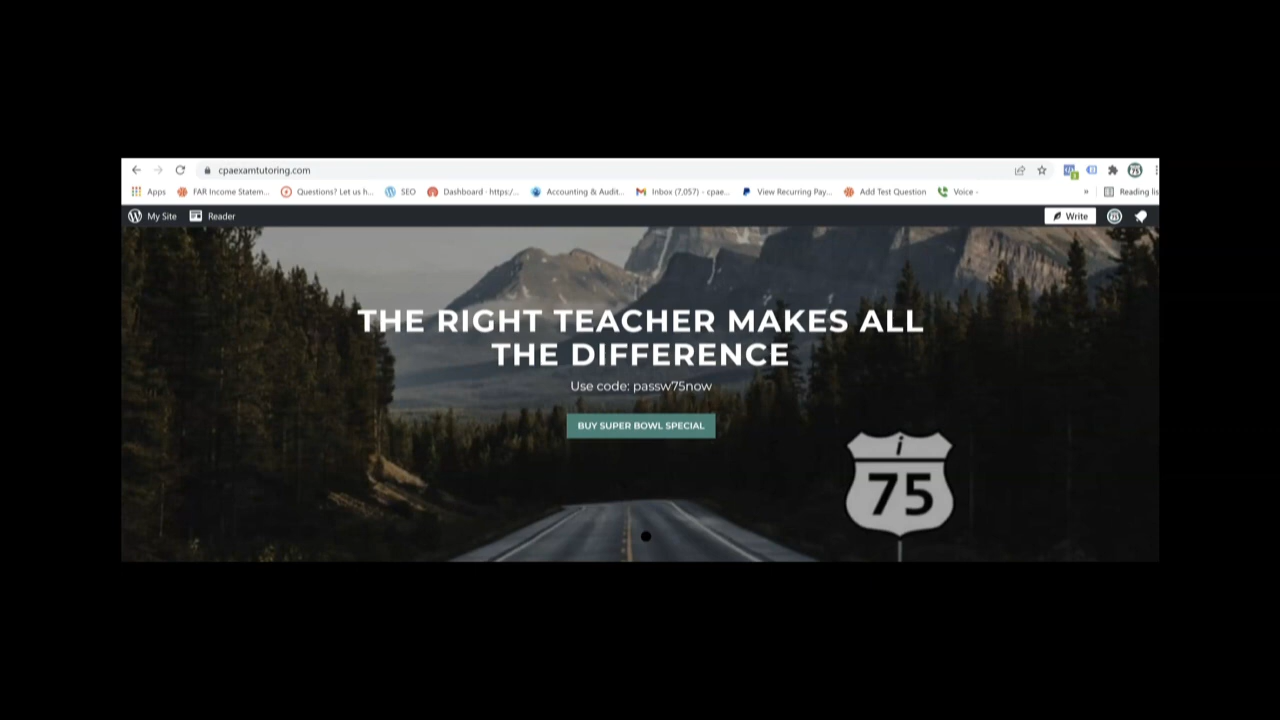 cpaexamtutoring.com
Apps FAR Income Statem... Questions? Let us h... SEO Dashboard · https:/... Accounting & Audit... Inbox (7,057) - cpae... View Recurring Pay... Add Test Question Voice - » Reading lis
My Site Reader Write
THE RIGHT TEACHER MAKES ALL
THE DIFFERENCE
Use code: passw75now
BUY SUPER BOWL SPECIAL
i
75